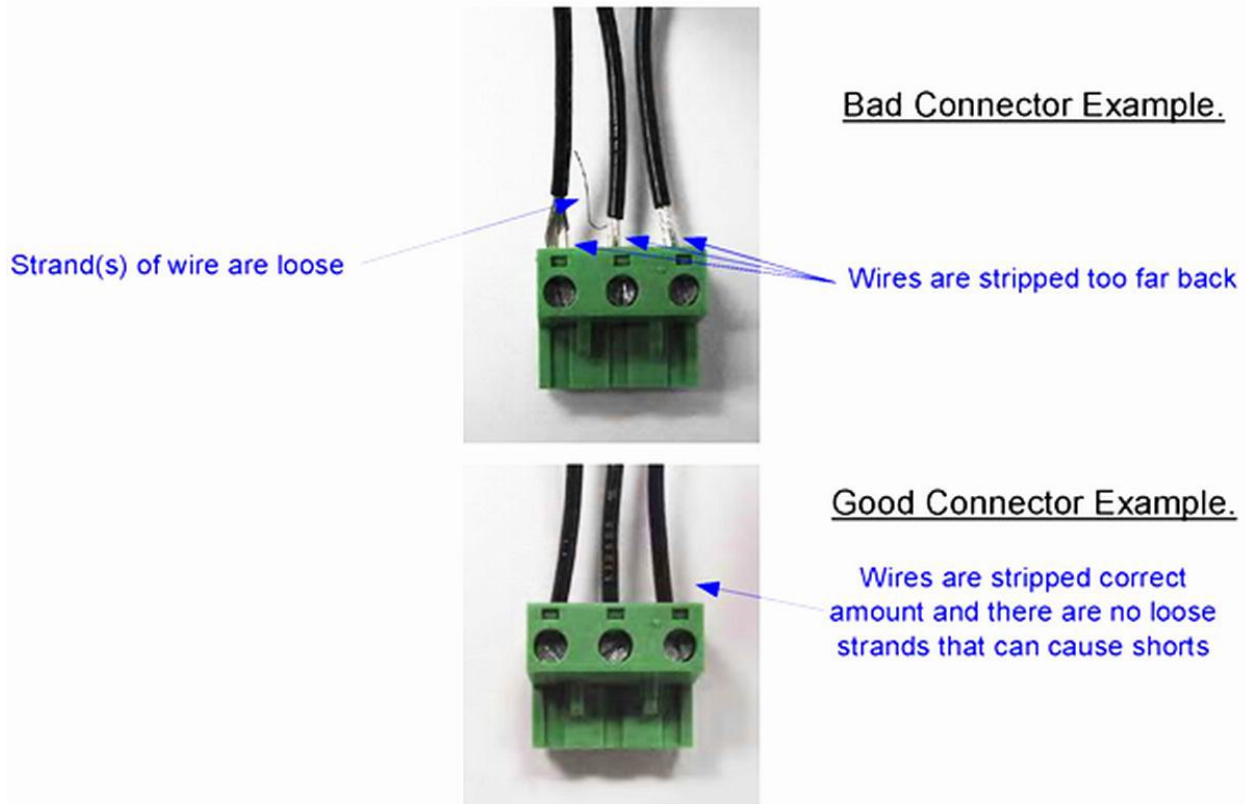 Bad Connector Example.
Strand(s) of wire are loose
Wires are stripped too far back
Good Connector Example.
Wires are stripped correct
amount and there are no loose
strands that can cause shorts